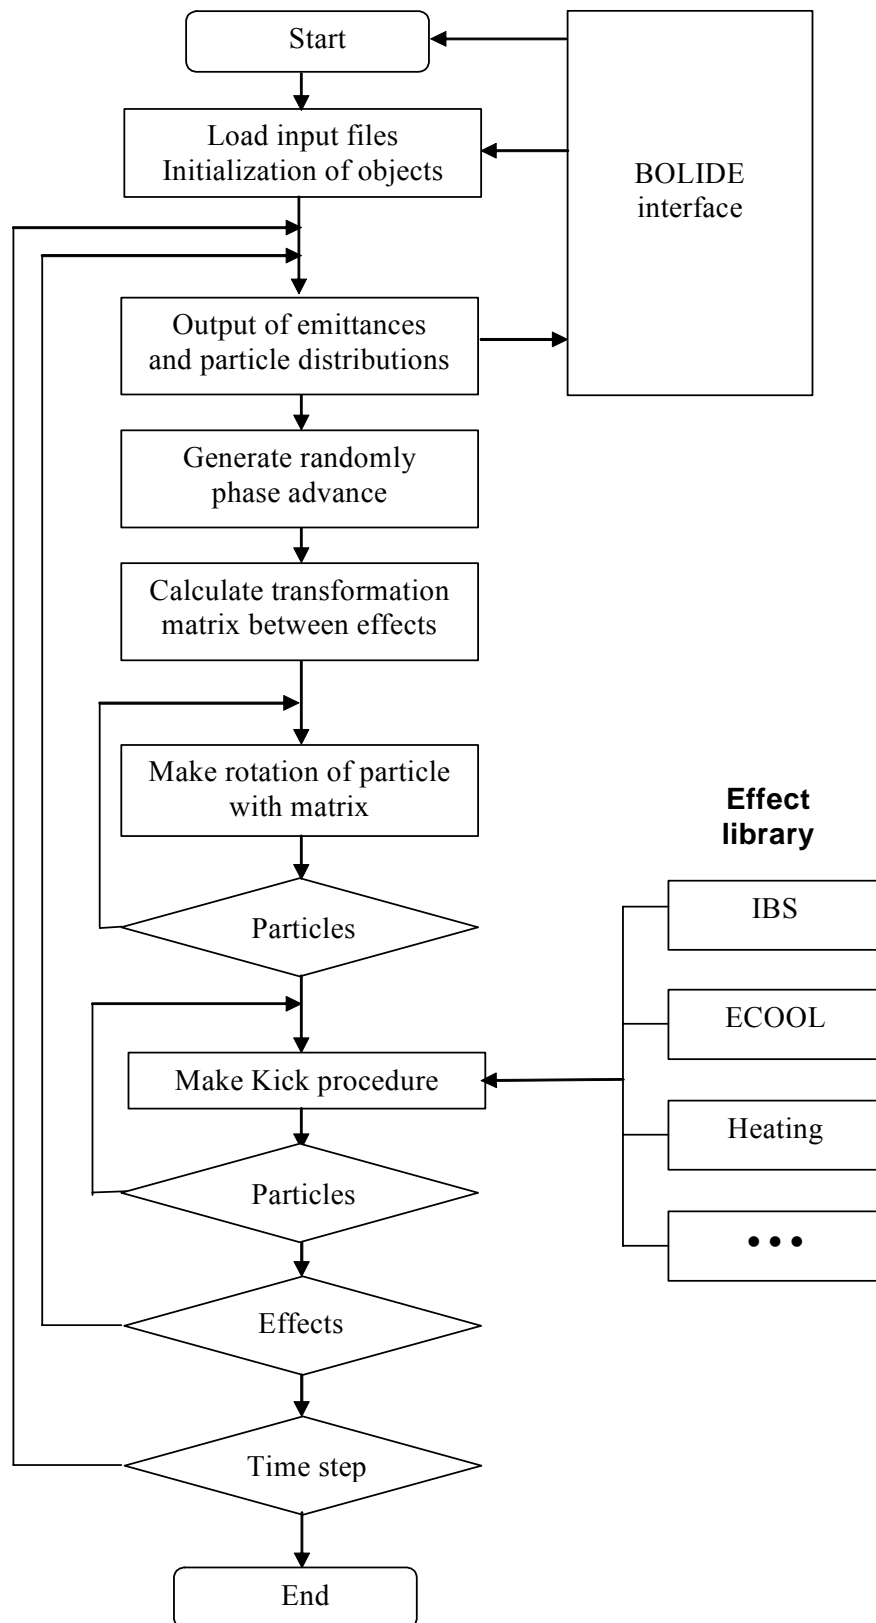 Start
Load input files
Initialization of objects
BOLIDE
interface
Output of emittances
and particle distributions
Generate randomly
phase advance
Calculate transformation
matrix between effects
Make rotation of particle
with matrix
Particles
Effect
library
IBS
ECOOL
Heating
•••
Make Kick procedure
Particles
Effects
Time step
End